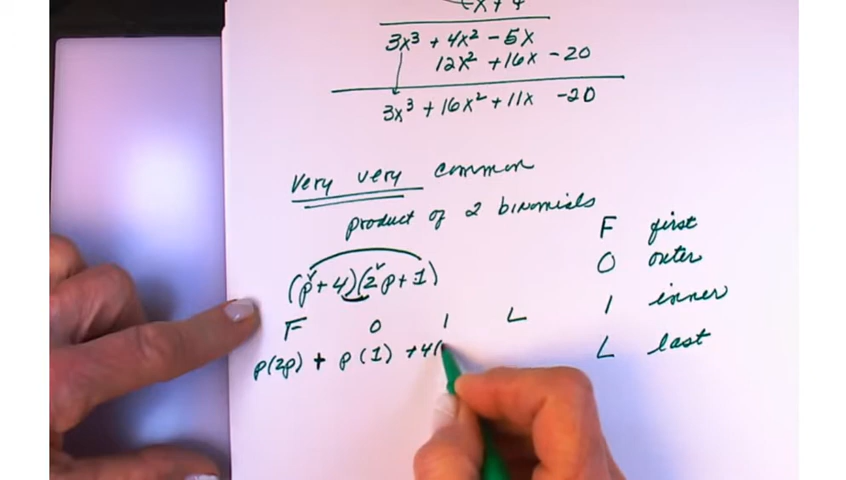 x + 4
3x³ + 4x² - 5x
12x² + 16x - 20
3x³ + 16x² + 11x - 20
Very very common
product of 2 binomials
F first
O outer
(p + 4)(2p + 1)
I inner
F O I L
L last
p(2p) + p(1) + 4(